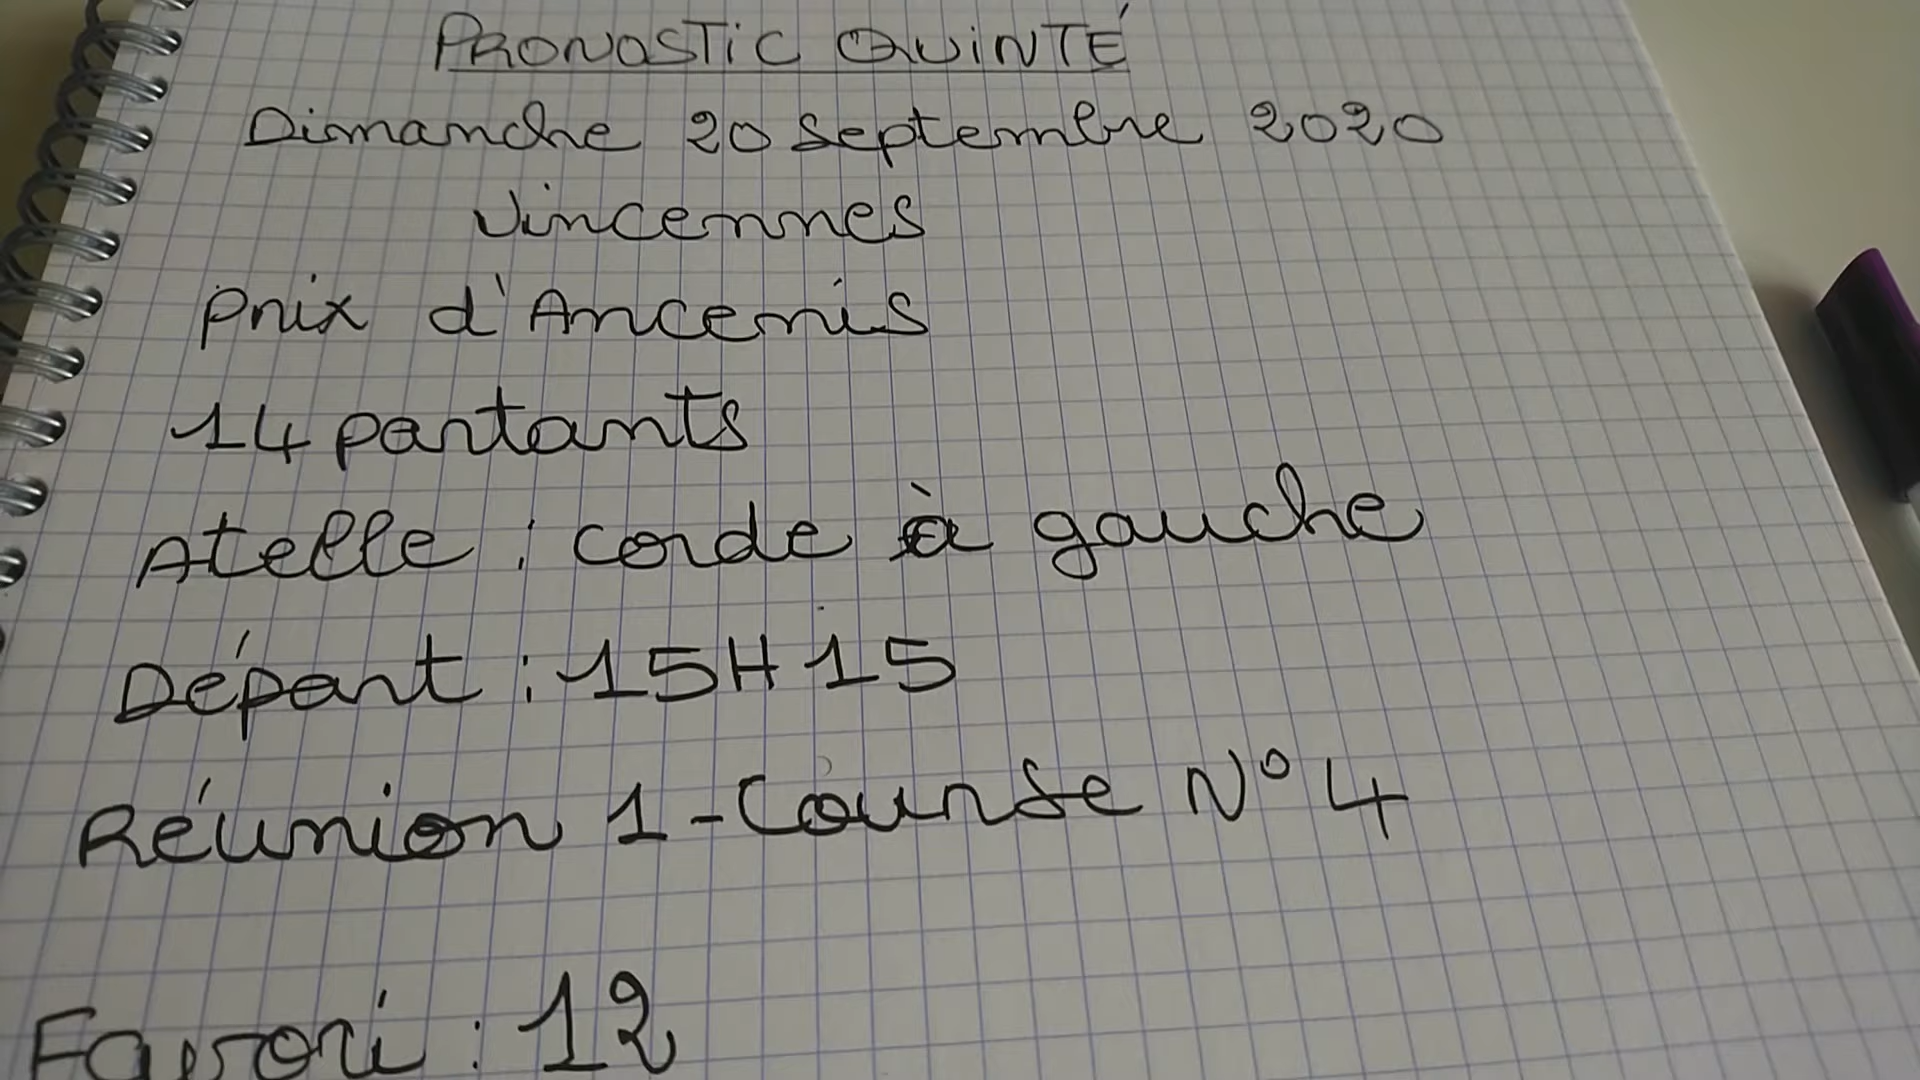 PRONOSTIC QUINTÉ
Dimanche 20 Septembre 2020
Vincennes
Prix d'Ancenis
14 partants
Atelle : corde à gauche
Départ : 15H15
Réunion 1 - Course N° 4
Favori : 12